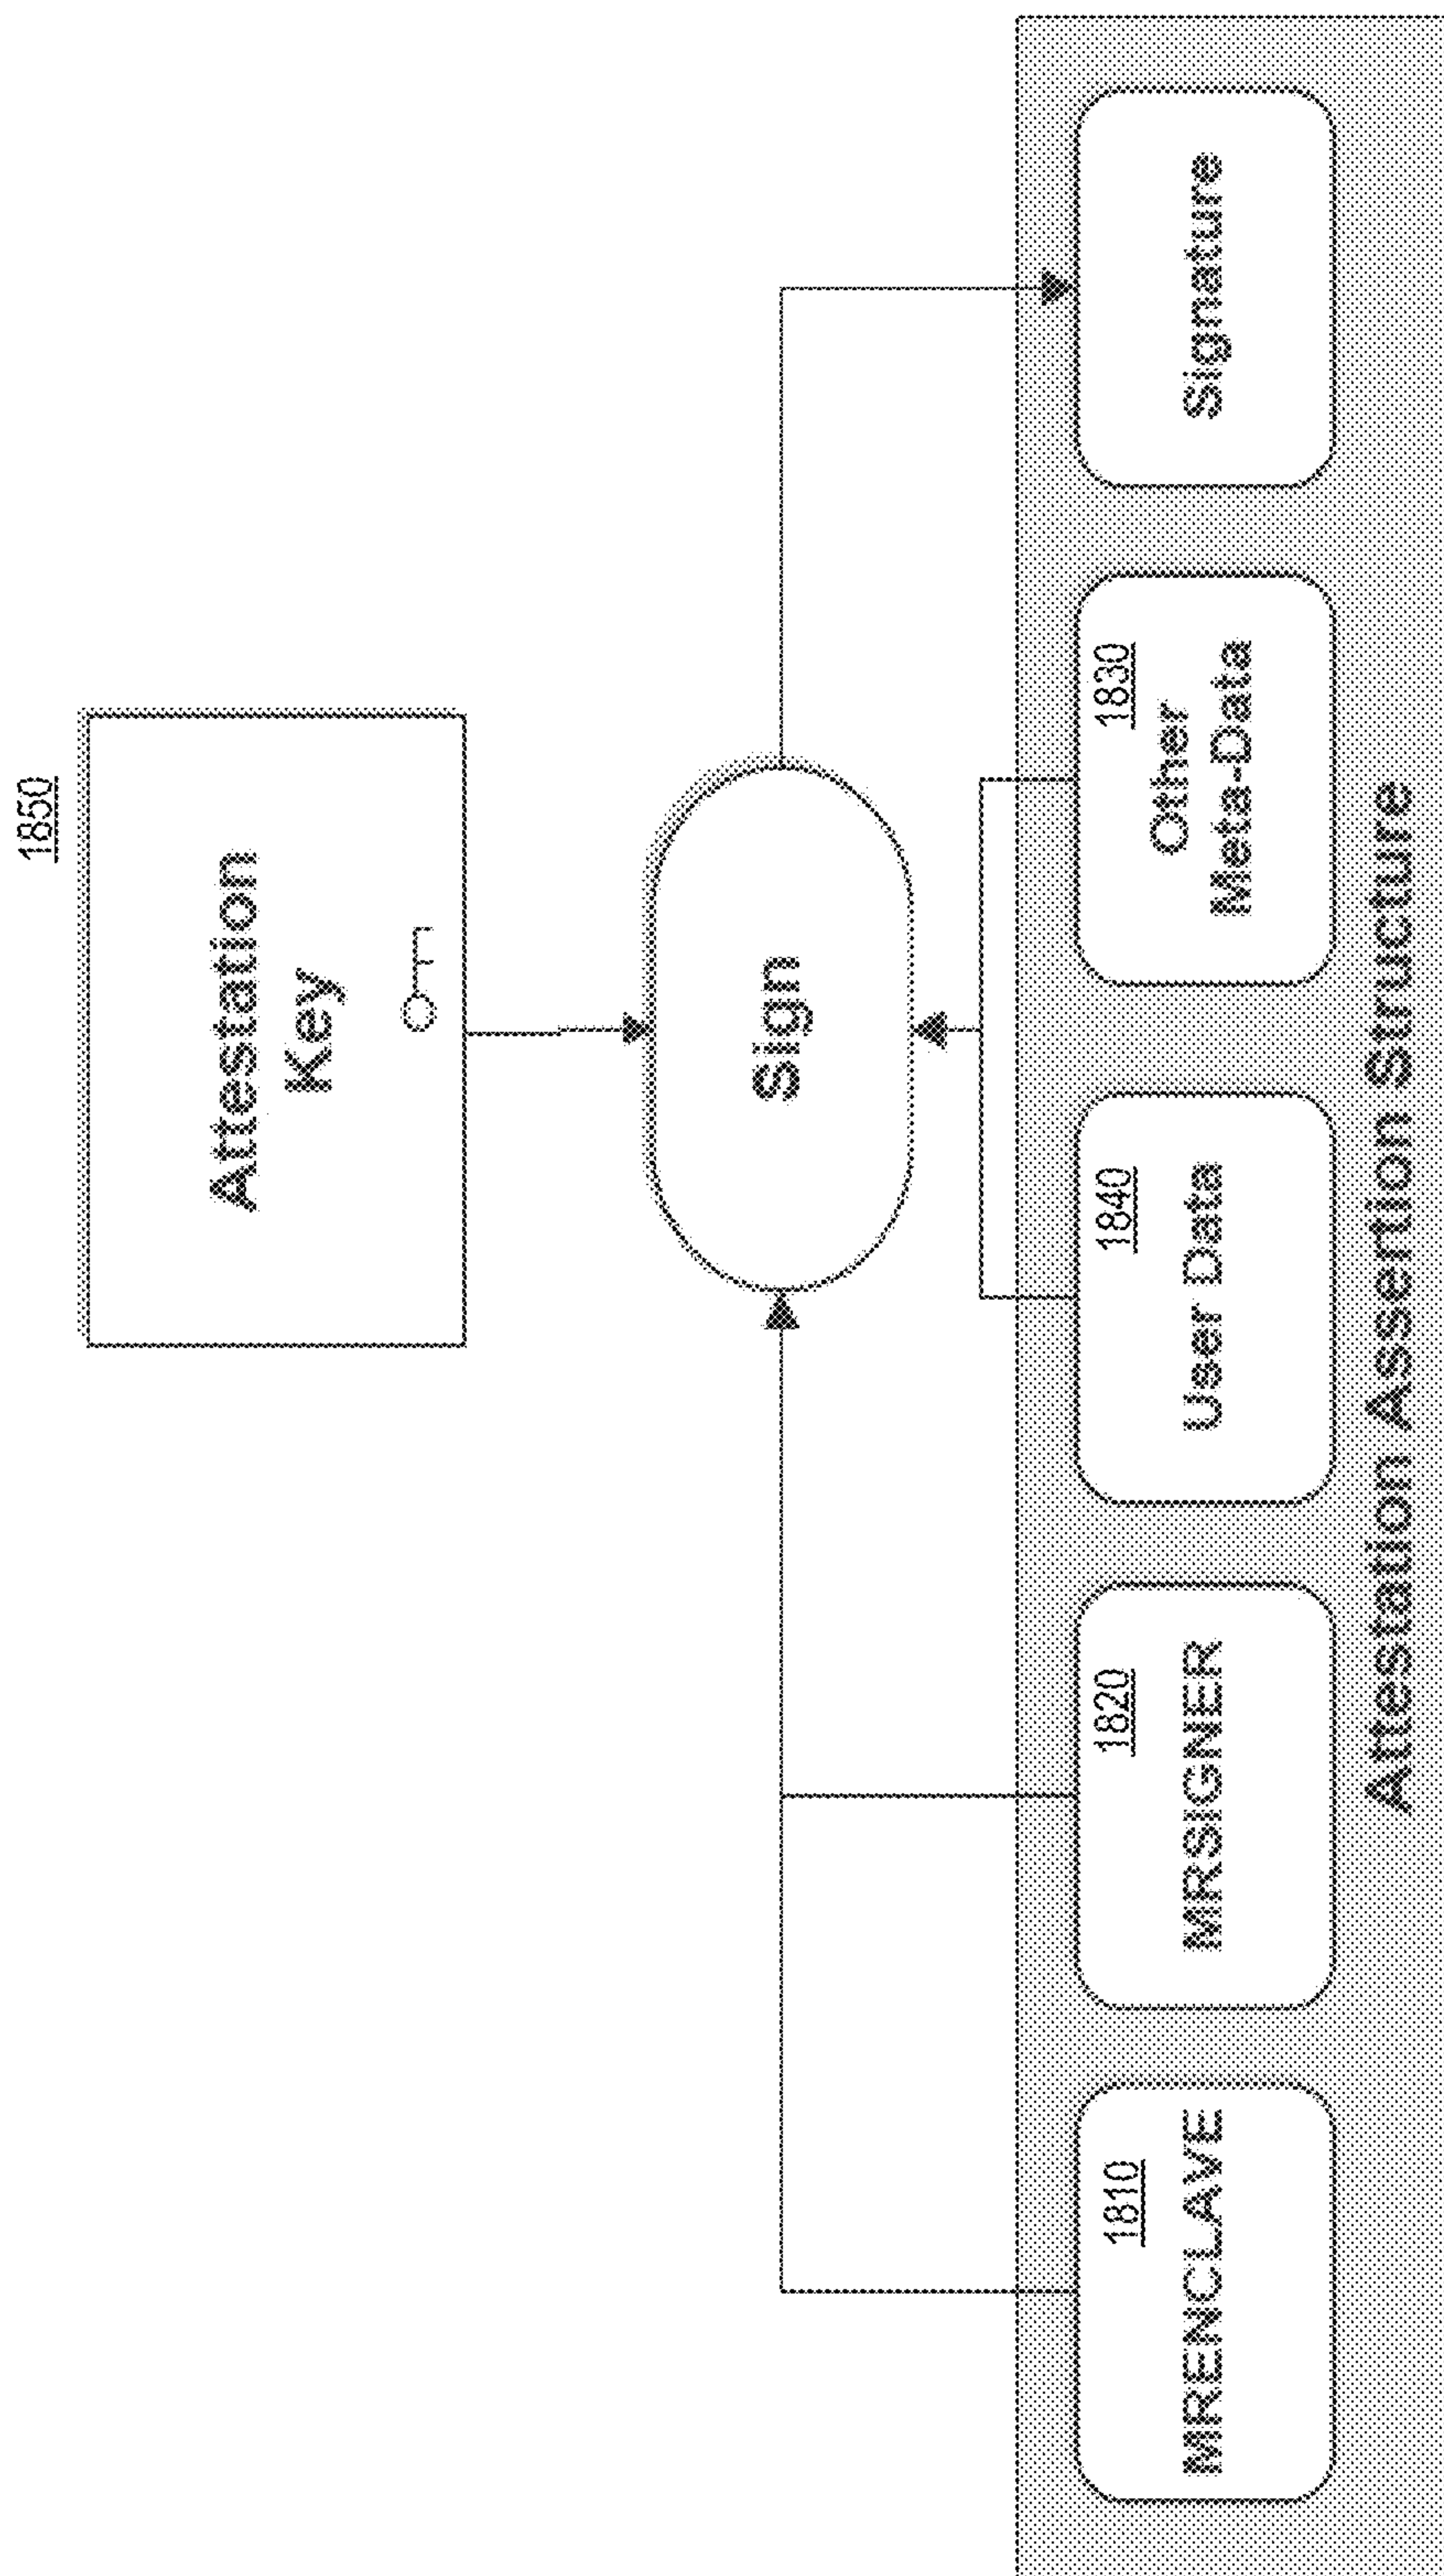 1850
Attestation
Key
Sign
1810
MRENCLAVE
1820
MRSIGNER
1840
User Data
1830
Other
Meta-Data
Signature
Attestation Assertion Structure